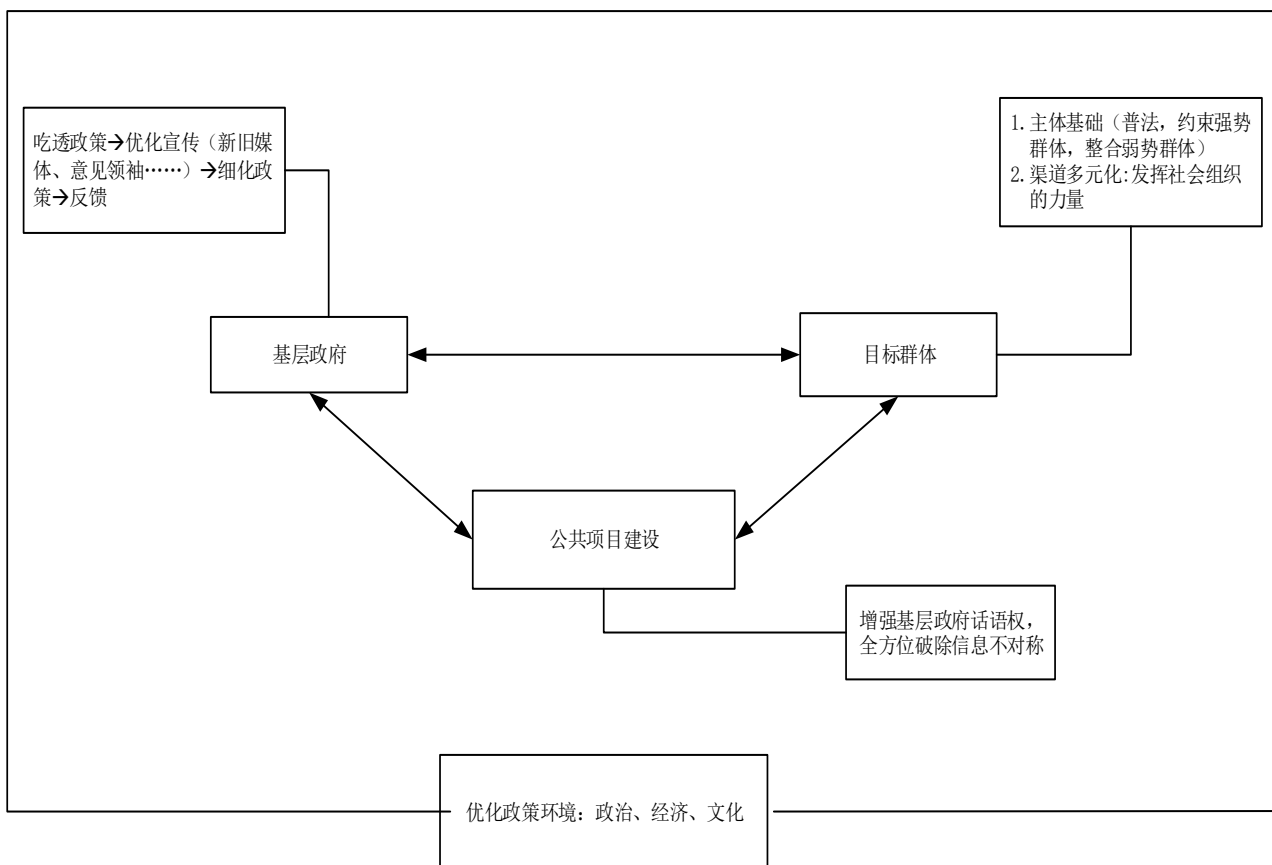 吃透政策→优化宣传（新旧媒
体、意见领袖……）→细化政
策→反馈
1.主体基础（普法，约束强势
群体，整合弱势群体）
2.渠道多元化:发挥社会组织
的力量
基层政府
目标群体
公共项目建设
增强基层政府话语权，
全方位破除信息不对称
优化政策环境：政治、经济、文化